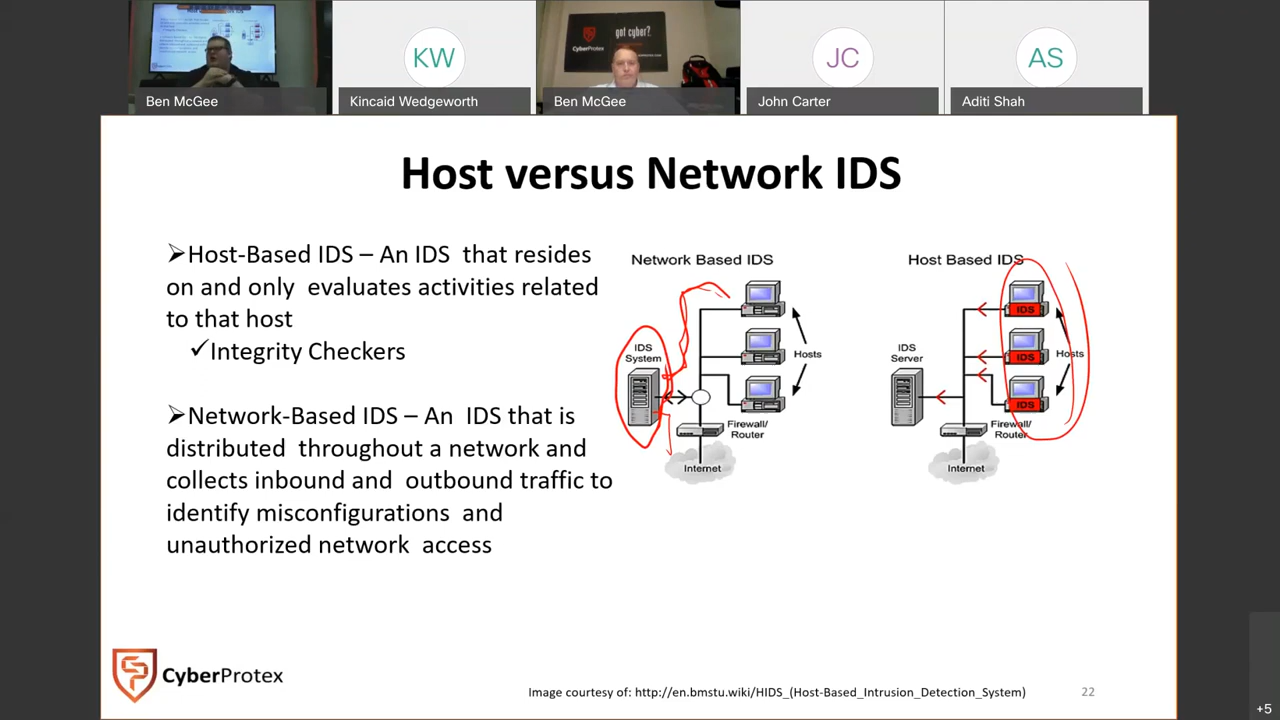 got cyber?
CyberProtex
KW
JC
AS
Ben McGee
Kincaid Wedgeworth
Ben McGee
John Carter
Aditi Shah
Host versus Network IDS
➢Host-Based IDS – An IDS that resides
on and only evaluates activities related
to that host
✓Integrity Checkers
➢Network-Based IDS – An IDS that is
distributed throughout a network and
collects inbound and outbound traffic to
identify misconfigurations and
unauthorized network access
Network Based IDS
IDS
System
Hosts
Firewall/
Router
Internet
Host Based IDS
IDS
IDS
IDS
IDS
Server
Hosts
Firewall/
Router
Internet
CyberProtex
Image courtesy of: http://en.bmstu.wiki/HIDS_(Host-Based_Intrusion_Detection_System)
22
+5